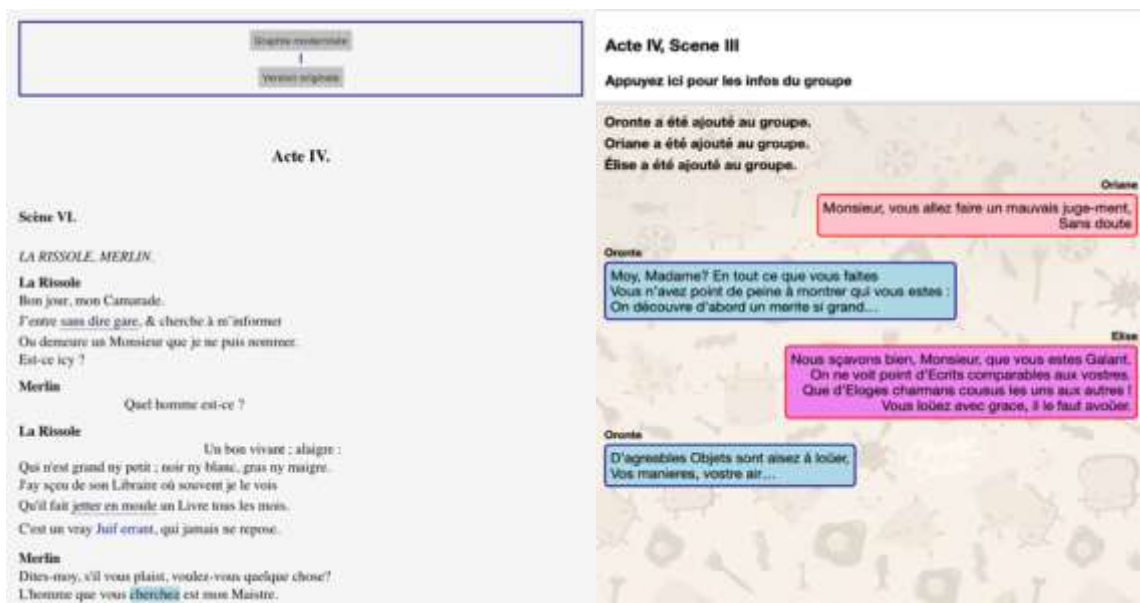 Graphie modernisée
|
Version originale
Acte IV.
Scène VI.
LA RISSOLE, MERLIN.
La Rissole
Bon jour, mon Camarade.
J'entre sans dire gare, & cherche à m'informer
Ou demeure un Monsieur que je ne puis nommer.
Est-ce icy ?
Merlin
Quel homme est-ce ?
La Rissole
Un bon vivant ; alaigre :
Qui n'est grand ny petit ; noir ny blanc, gras ny maigre.
J'ay sçeu de son Libraire où souvent je le vois
Qu'il fait jetter en moule un Livre tous les mois.
C'est un vray Juif errant, qui jamais ne repose.
Merlin
Dites-moy, s'il vous plaist, voulez-vous quelque chose?
L'homme que vous cherchez est mon Maistre.
Acte IV, Scene III
Appuyez ici pour les infos du groupe
Oronte a été ajouté au groupe.
Oriane a été ajouté au groupe.
Élise a été ajouté au groupe.
Oriane
Monsieur, vous allez faire un mauvais juge-ment,
Sans doute
Oronte
Moy, Madame? En tout ce que vous faites
Vous n'avez point de peine à montrer qui vous estes :
On découvre d'abord un merite si grand…
Elise
Nous sçavons bien, Monsieur, que vous estes Galant.
On ne voit point d'Ecrits comparables aux vostres.
Que d'Eloges charmans cousus les uns aux autres !
Vous loüez avec grace, il le faut avoüer.
Oronte
D'agreables Objets sont aisez à loüer,
Vos manieres, vostre air…